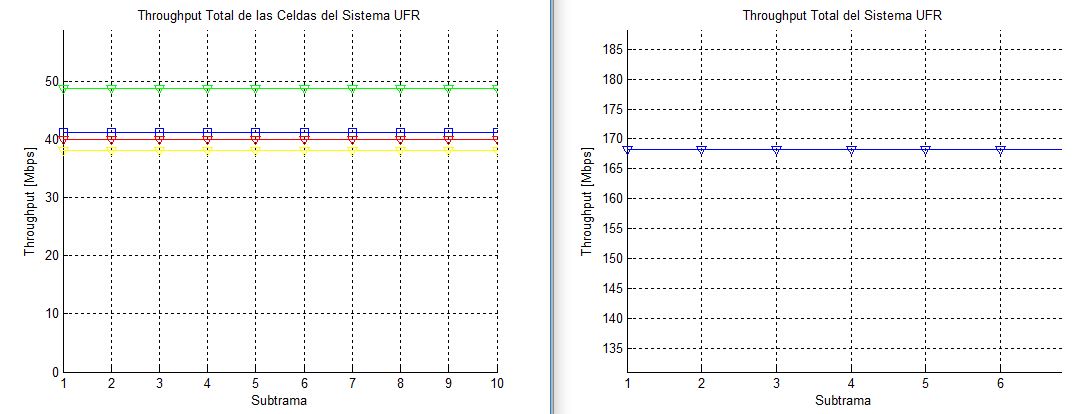 Throughput Total de las Celdas del Sistema UFR
Throughput [Mbps]
50
40
30
20
10
0
1 2 3 4 5 6 7 8 9 10
Subtrama
Throughput Total del Sistema UFR
Throughput [Mbps]
185
180
175
170
165
160
155
150
145
140
135
1 2 3 4 5 6
Subtrama